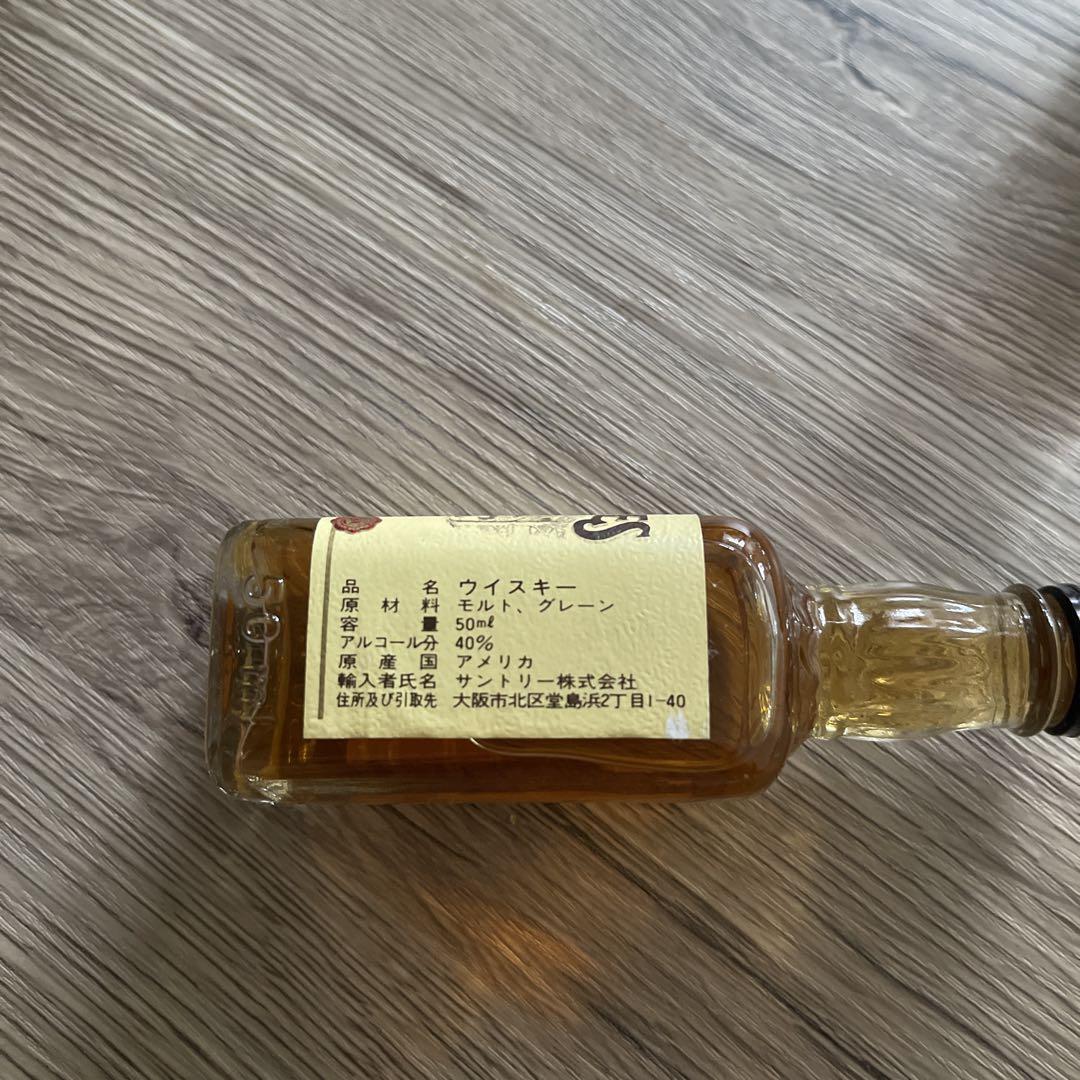 ES
品名 ウイスキー
原材料 モルト、グレーン
容量 50mℓ
アルコール分 40%
原産国 アメリカ
輸入者氏名 サントリー株式会社
住所及び引取先 大阪市北区堂島浜2丁目1-40
50ml